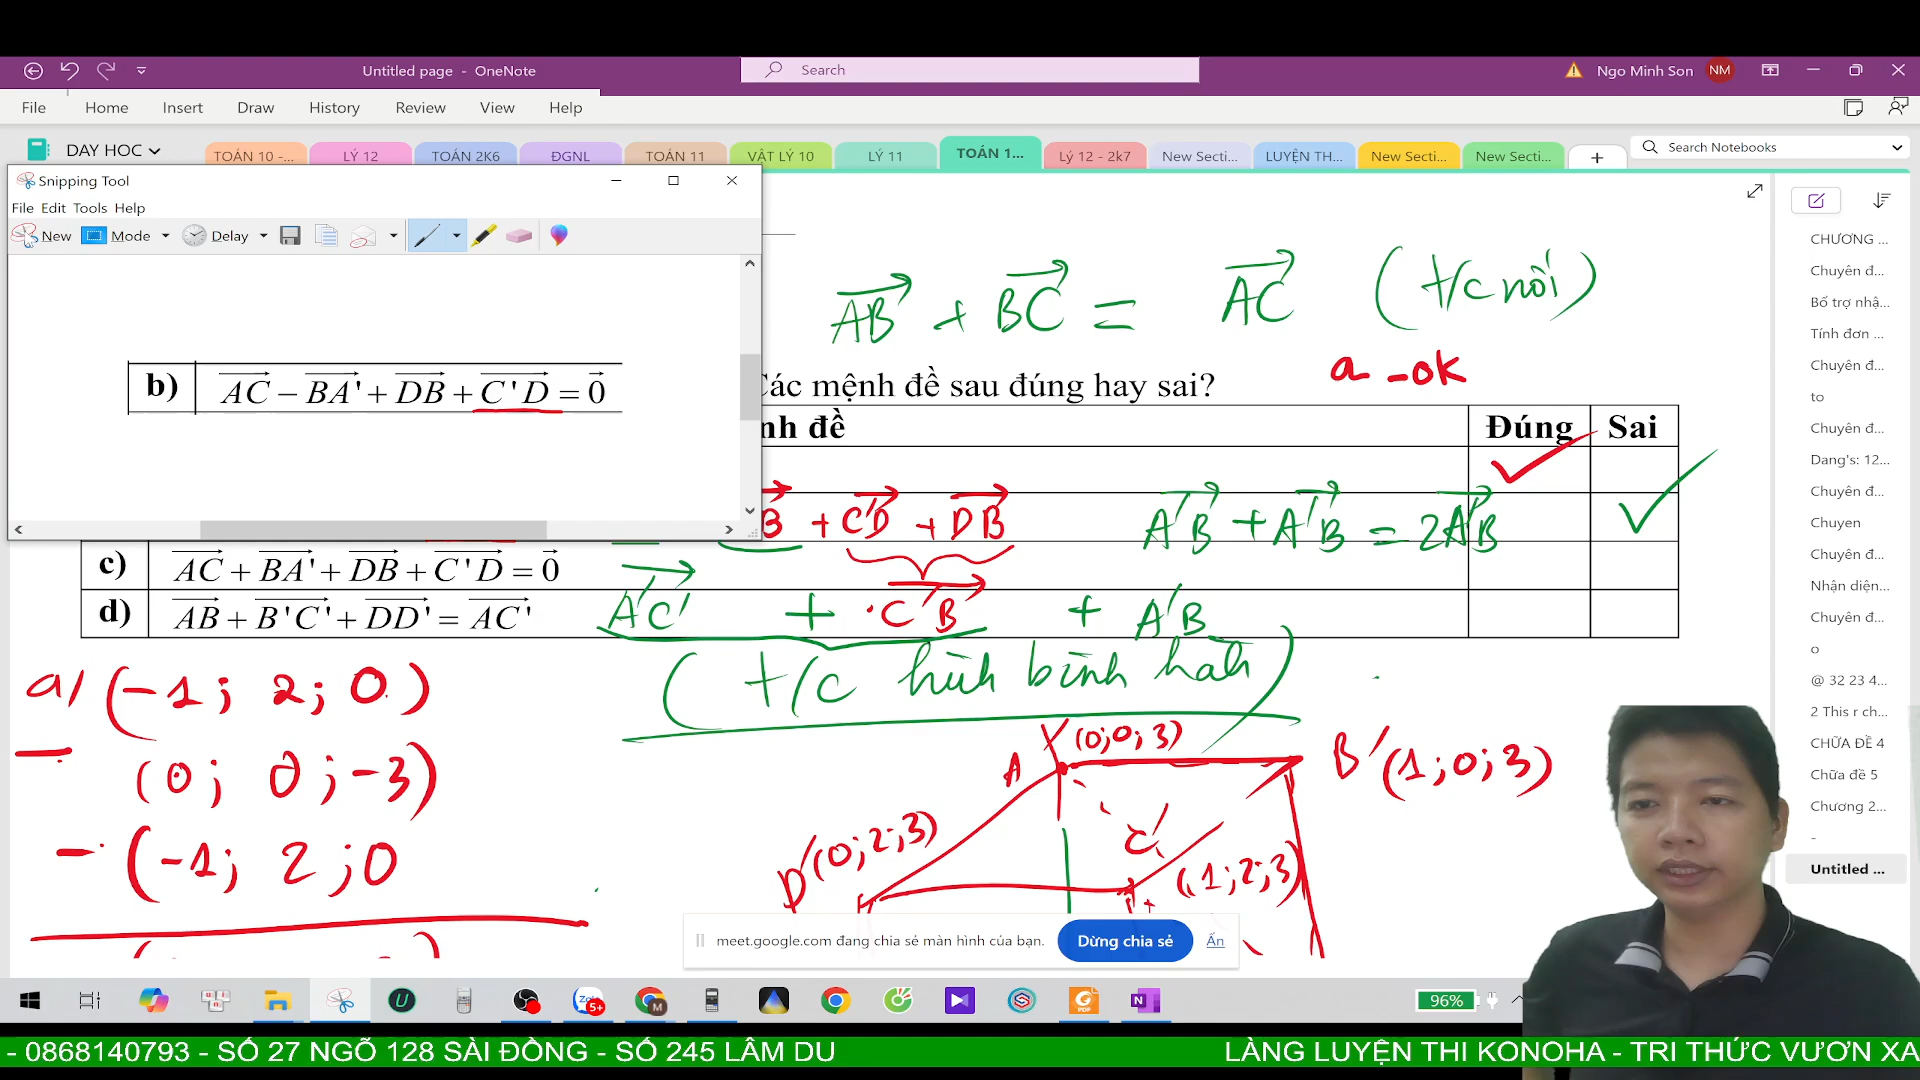 Untitled page - OneNote
Search
Ngo Minh Son NM
File Home Insert Draw History Review View Help
DAY HOC
TOÁN 10 -... LÝ 12 TOÁN 2K6 ĐGNL TOÁN 11 VẬT LÝ 10 LÝ 11 TOÁN 1... Lý 12 - 2k7 New Secti... LUYỆN TH... New Secti... New Secti... +
Search Notebooks
Snipping Tool
File Edit Tools Help
New Mode Delay
b) AC − BA' + DB + C'D = 0
AB + BC = AC (t/c nối)
a - ok
Các mệnh đề sau đúng hay sai?
nh đề Đúng Sai
B + C'D + DB A'B + A'B = 2A'B
c) AC + BA' + DB + C'D = 0
d) AB + B'C' + DD' = AC'
A'C' + C'B + A'B
(t/c hình bình hành)
a/ (-1; 2; 0)
(0; 0; -3)
- (-1; 2; 0
A (0; 0; 3)
B' (1; 0; 3)
D' (0; 2; 3)
C' (1; 2; 3)
CHƯƠNG ...
Chuyên đ...
Bổ trợ nhậ...
Tính đơn ...
Chuyên đ...
to
Chuyên đ...
Dang's: 12...
Chuyên đ...
Chuyen
Chuyên đ...
Nhận diện...
Chuyên đ...
o
@ 32 23 4...
2 This r ch...
CHỮA ĐỀ 4
Chữa đề 5
Chương 2...
-
Untitled ...
meet.google.com đang chia sẻ màn hình của bạn. Dừng chia sẻ Ẩn
96%
- 0868140793 - SỐ 27 NGÕ 128 SÀI ĐỒNG - SỐ 245 LÂM DU
LÀNG LUYỆN THI KONOHA - TRI THỨC VƯƠN XA